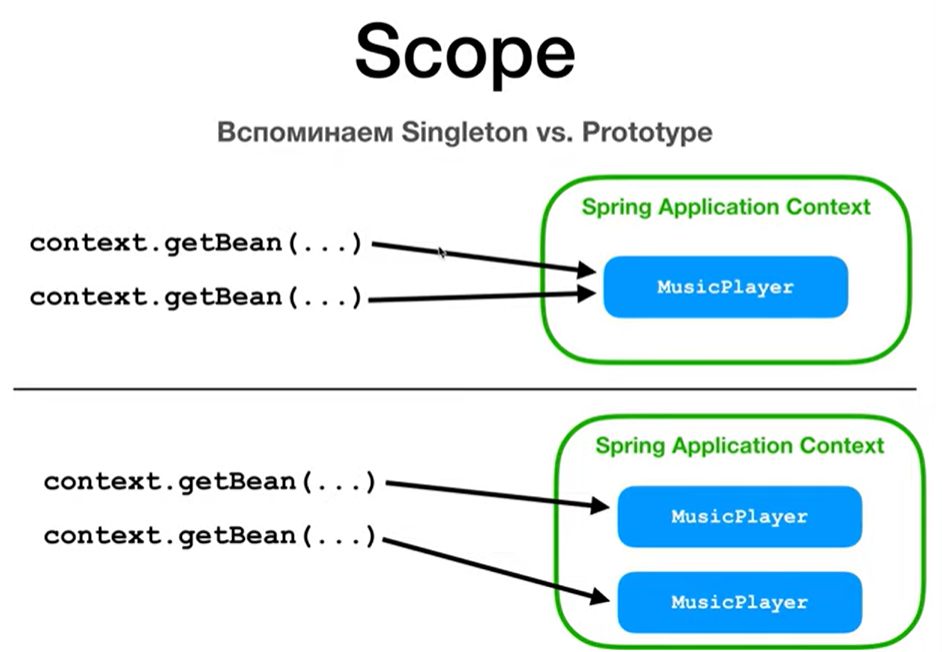 Scope
Вспоминаем Singleton vs. Prototype
Spring Application Context
context.getBean(...)
context.getBean(...)
MusicPlayer
Spring Application Context
context.getBean(...)
context.getBean(...)
MusicPlayer
MusicPlayer